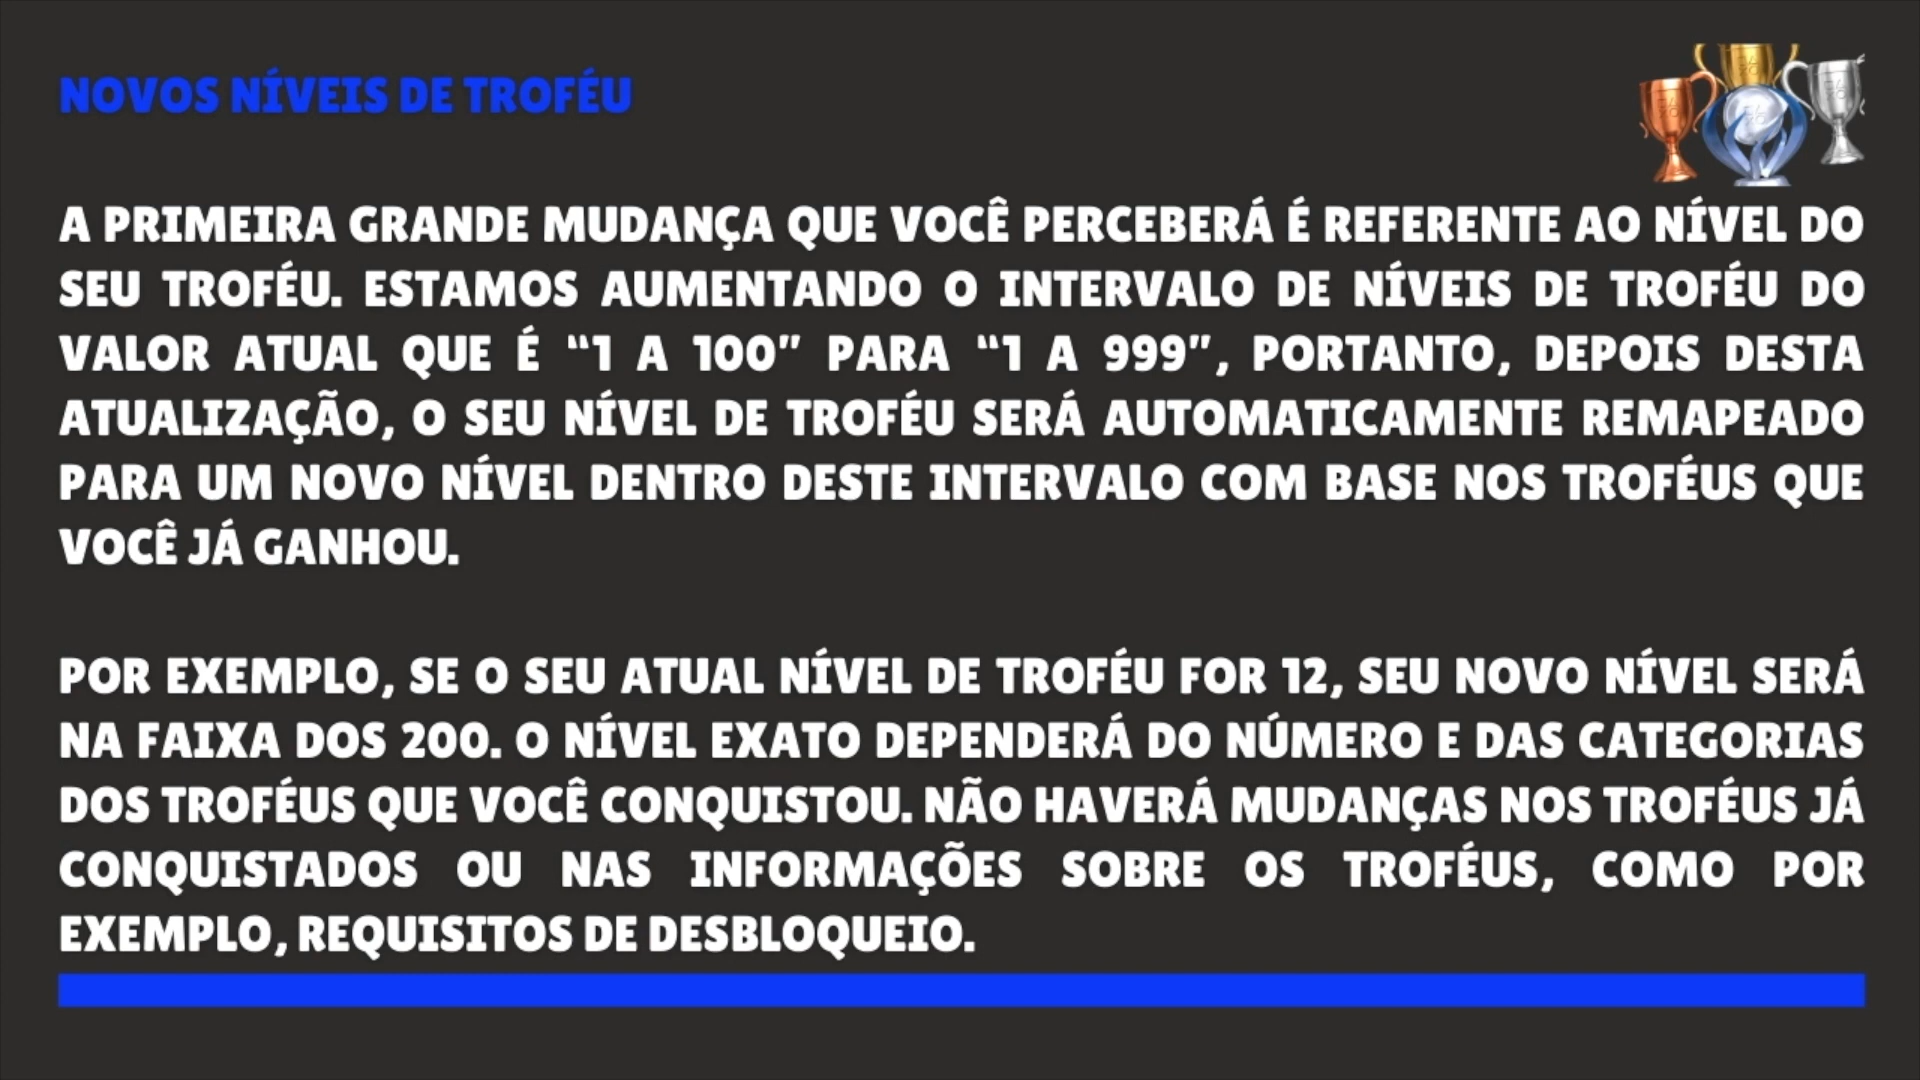 NOVOS NÍVEIS DE TROFÉU
A PRIMEIRA GRANDE MUDANÇA QUE VOCÊ PERCEBERÁ É REFERENTE AO NÍVEL DO
SEU TROFÉU. ESTAMOS AUMENTANDO O INTERVALO DE NÍVEIS DE TROFÉU DO
VALOR ATUAL QUE É “1 A 100” PARA “1 A 999”, PORTANTO, DEPOIS DESTA
ATUALIZAÇÃO, O SEU NÍVEL DE TROFÉU SERÁ AUTOMATICAMENTE REMAPEADO
PARA UM NOVO NÍVEL DENTRO DESTE INTERVALO COM BASE NOS TROFÉUS QUE
VOCÊ JÁ GANHOU.
POR EXEMPLO, SE O SEU ATUAL NÍVEL DE TROFÉU FOR 12, SEU NOVO NÍVEL SERÁ
NA FAIXA DOS 200. O NÍVEL EXATO DEPENDERÁ DO NÚMERO E DAS CATEGORIAS
DOS TROFÉUS QUE VOCÊ CONQUISTOU. NÃO HAVERÁ MUDANÇAS NOS TROFÉUS JÁ
CONQUISTADOS OU NAS INFORMAÇÕES SOBRE OS TROFÉUS, COMO POR
EXEMPLO, REQUISITOS DE DESBLOQUEIO.